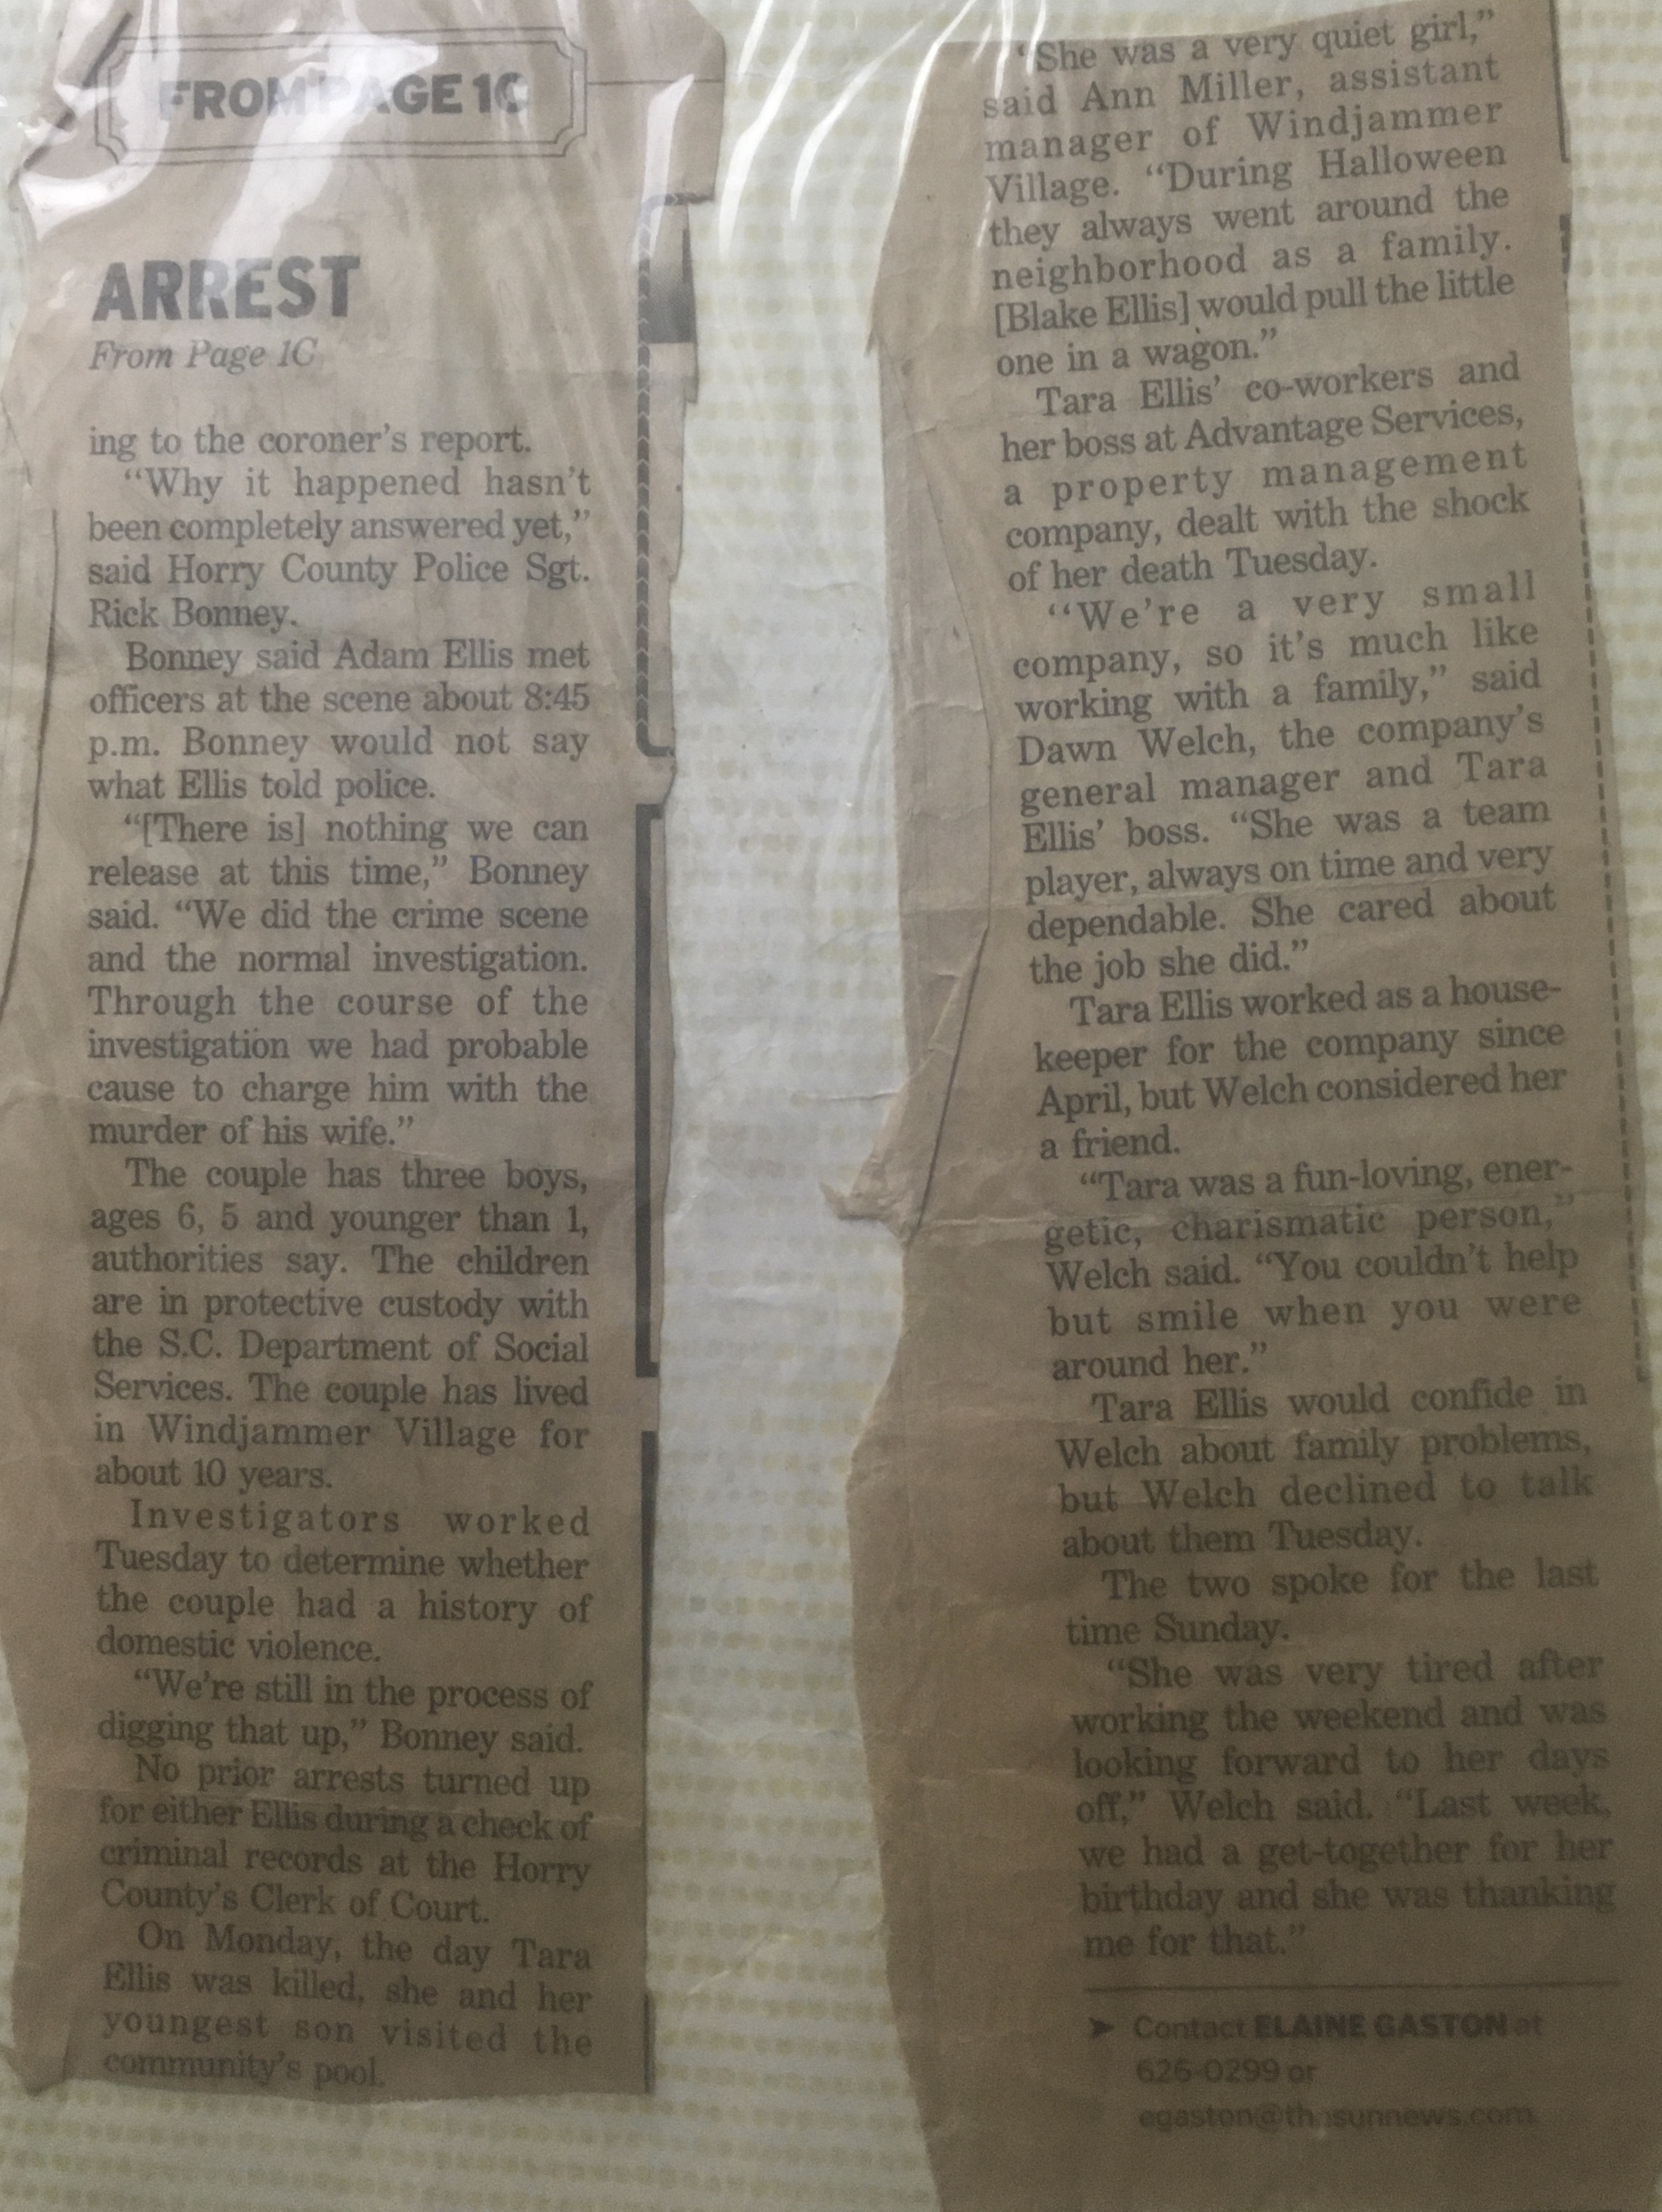 FROM PAGE 1C
ARREST
From Page 1C
ing to the coroner's report.
“Why it happened hasn't
been completely answered yet,”
said Horry County Police Sgt.
Rick Bonney.
Bonney said Adam Ellis met
officers at the scene about 8:45
p.m. Bonney would not say
what Ellis told police.
“[There is] nothing we can
release at this time,” Bonney
said. “We did the crime scene
and the normal investigation.
Through the course of the
investigation we had probable
cause to charge him with the
murder of his wife.”
The couple has three boys,
ages 6, 5 and younger than 1,
authorities say. The children
are in protective custody with
the S.C. Department of Social
Services. The couple has lived
in Windjammer Village for
about 10 years.
Investigators worked
Tuesday to determine whether
the couple had a history of
domestic violence.
“We're still in the process of
digging that up,” Bonney said.
No prior arrests turned up
for either Ellis during a check of
criminal records at the Horry
County's Clerk of Court.
On Monday, the day Tara
Ellis was killed, she and her
youngest son visited the
community's pool.
“She was a very quiet girl,”
said Ann Miller, assistant
manager of Windjammer
Village. “During Halloween
they always went around the
neighborhood as a family.
[Blake Ellis] would pull the little
one in a wagon.”
Tara Ellis' co-workers and
her boss at Advantage Services,
a property management
company, dealt with the shock
of her death Tuesday.
“We're a very small
company, so it's much like
working with a family,” said
Dawn Welch, the company's
general manager and Tara
Ellis' boss. “She was a team
player, always on time and very
dependable. She cared about
the job she did.”
Tara Ellis worked as a house-
keeper for the company since
April, but Welch considered her
a friend.
“Tara was a fun-loving, ener-
getic, charismatic person,”
Welch said. “You couldn't help
but smile when you were
around her.”
Tara Ellis would confide in
Welch about family problems,
but Welch declined to talk
about them Tuesday.
The two spoke for the last
time Sunday.
“She was very tired after
working the weekend and was
looking forward to her days
off,” Welch said. “Last week,
we had a get-together for her
birthday and she was thanking
me for that.”
➤ Contact ELAINE GASTON at
626-0299 or
egaston@thesunnews.com.